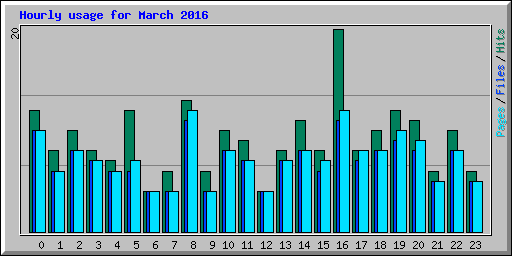 Hourly usage for March 2016
20
Pages/Files/Hits
0 1 2 3 4 5 6 7 8 9 10 11 12 13 14 15 16 17 18 19 20 21 22 23